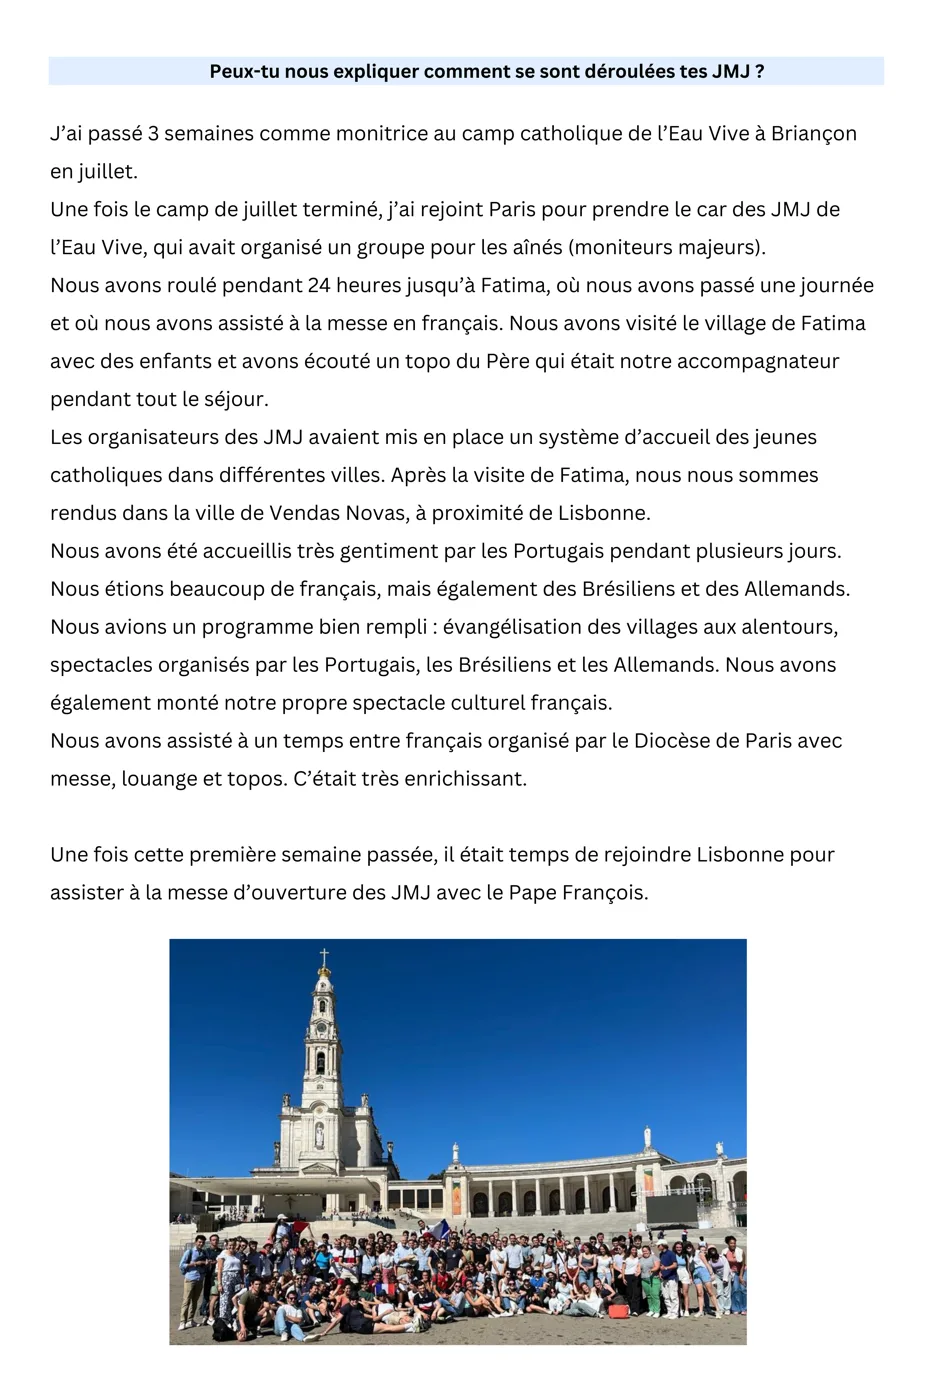 Peux-tu nous expliquer comment se sont déroulées tes JMJ ?
J’ai passé 3 semaines comme monitrice au camp catholique de l’Eau Vive à Briançon
en juillet.
Une fois le camp de juillet terminé, j’ai rejoint Paris pour prendre le car des JMJ de
l’Eau Vive, qui avait organisé un groupe pour les aînés (moniteurs majeurs).
Nous avons roulé pendant 24 heures jusqu’à Fatima, où nous avons passé une journée
et où nous avons assisté à la messe en français. Nous avons visité le village de Fatima
avec des enfants et avons écouté un topo du Père qui était notre accompagnateur
pendant tout le séjour.
Les organisateurs des JMJ avaient mis en place un système d’accueil des jeunes
catholiques dans différentes villes. Après la visite de Fatima, nous nous sommes
rendus dans la ville de Vendas Novas, à proximité de Lisbonne.
Nous avons été accueillis très gentiment par les Portugais pendant plusieurs jours.
Nous étions beaucoup de français, mais également des Brésiliens et des Allemands.
Nous avions un programme bien rempli : évangélisation des villages aux alentours,
spectacles organisés par les Portugais, les Brésiliens et les Allemands. Nous avons
également monté notre propre spectacle culturel français.
Nous avons assisté à un temps entre français organisé par le Diocèse de Paris avec
messe, louange et topos. C’était très enrichissant.
Une fois cette première semaine passée, il était temps de rejoindre Lisbonne pour
assister à la messe d’ouverture des JMJ avec le Pape François.